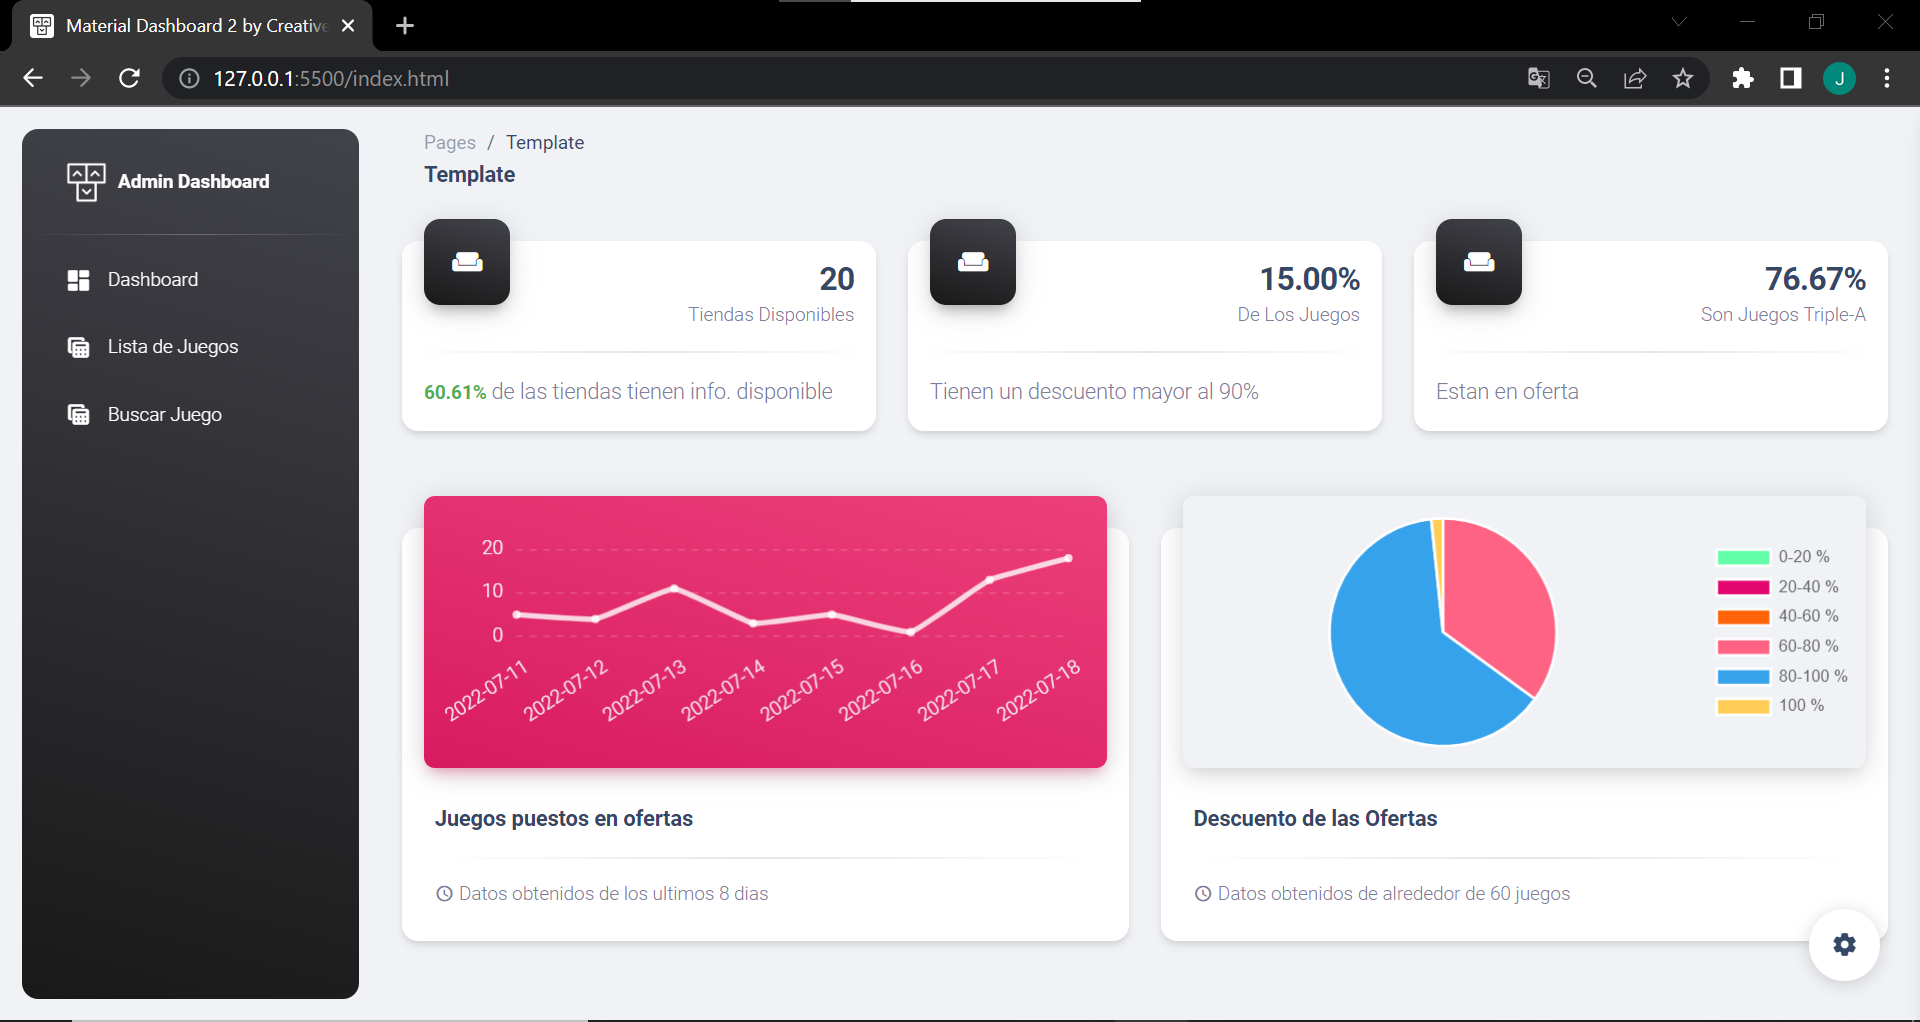 Material Dashboard 2 by Creative
127.0.0.1:5500/index.html
J
Admin Dashboard
Dashboard
Lista de Juegos
Buscar Juego
Pages / Template
Template
20
Tiendas Disponibles
60.61% de las tiendas tienen info. disponible
15.00%
De Los Juegos
Tienen un descuento mayor al 90%
76.67%
Son Juegos Triple-A
Estan en oferta
20
10
0
2022-07-11
2022-07-12
2022-07-13
2022-07-14
2022-07-15
2022-07-16
2022-07-17
2022-07-18
Juegos puestos en ofertas
Datos obtenidos de los ultimos 8 dias
0-20 %
20-40 %
40-60 %
60-80 %
80-100 %
100 %
Descuento de las Ofertas
Datos obtenidos de alrededor de 60 juegos